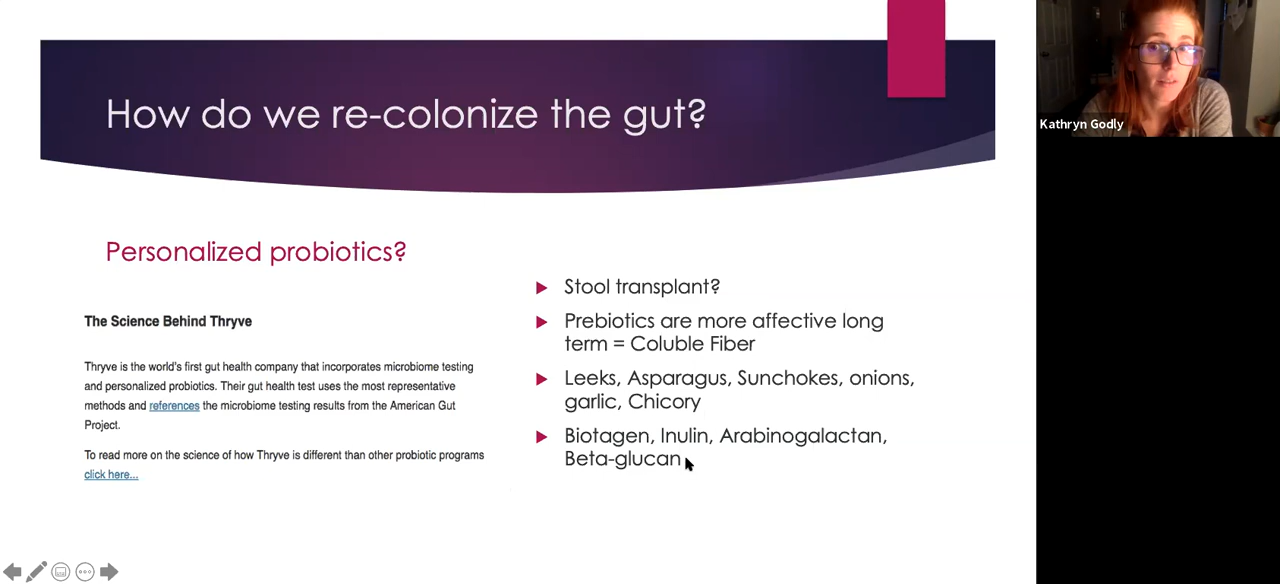 How do we re-colonize the gut?
Kathryn Godly
Personalized probiotics?
The Science Behind Thryve
Thryve is the world's first gut health company that incorporates microbiome testing
and personalized probiotics. Their gut health test uses the most representative
methods and references the microbiome testing results from the American Gut
Project.
To read more on the science of how Thryve is different than other probiotic programs
click here...
Stool transplant?
Prebiotics are more affective long
term = Coluble Fiber
Leeks, Asparagus, Sunchokes, onions,
garlic, Chicory
Biotagen, Inulin, Arabinogalactan,
Beta-glucan